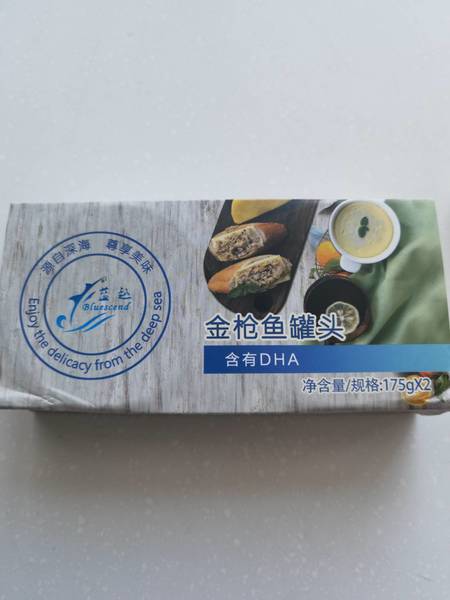 源自深海 尊享美味
蓝越
Bluescend
Enjoy the delicacy from the deep sea
金枪鱼罐头
含有DHA
净含量/规格:175gX2